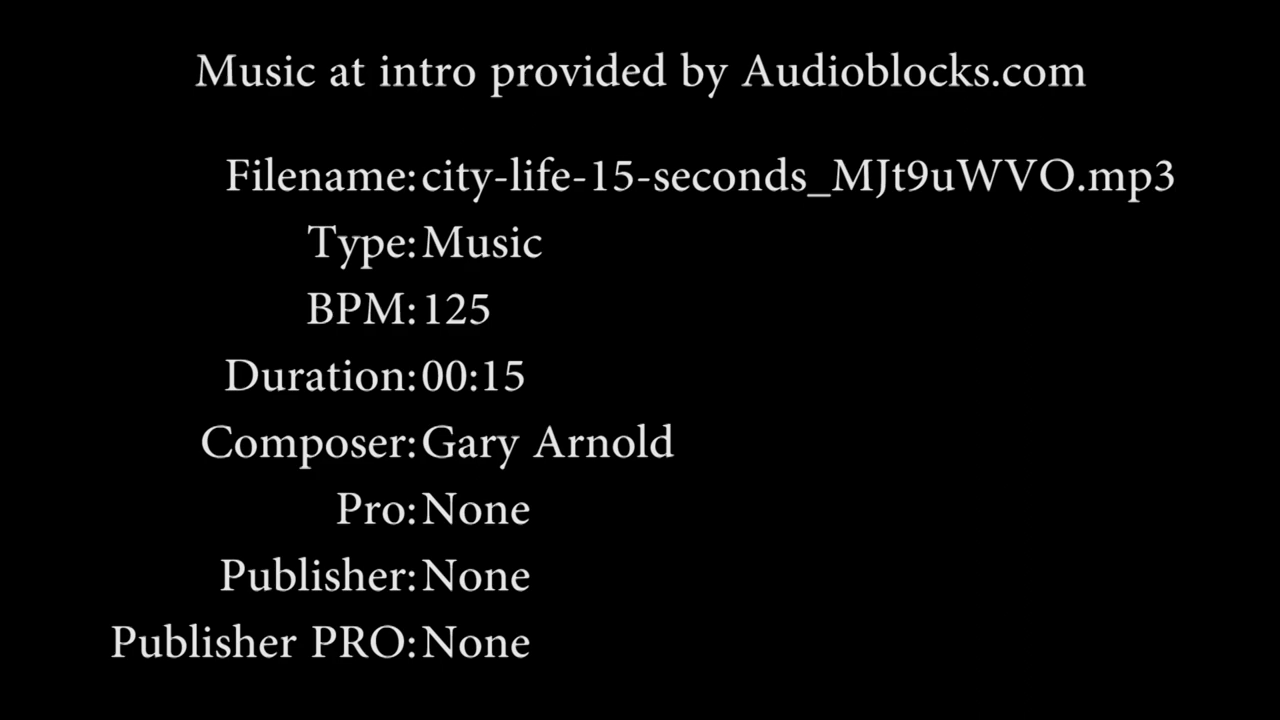 Music at intro provided by Audioblocks.com
Filename: city-life-15-seconds_MJt9uWVO.mp3
Type: Music
BPM: 125
Duration: 00:15
Composer: Gary Arnold
Pro: None
Publisher: None
Publisher PRO: None